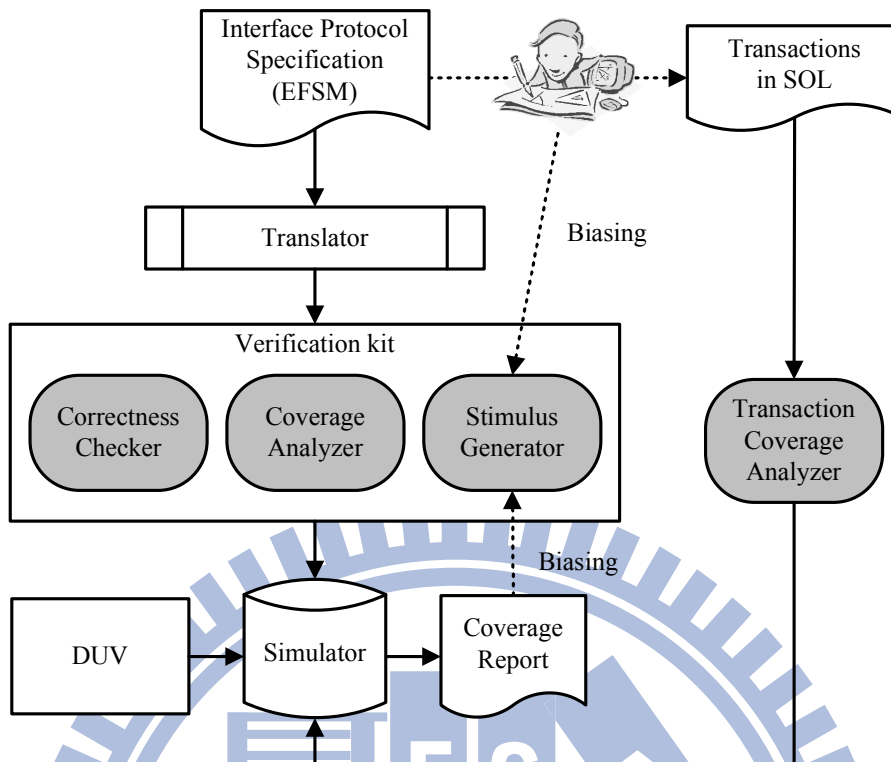 Interface Protocol
Specification
(EFSM)
Transactions
in SOL
Translator
Biasing
Verification kit
Correctness
Checker
Coverage
Analyzer
Stimulus
Generator
Transaction
Coverage
Analyzer
Biasing
DUV
Simulator
Coverage
Report